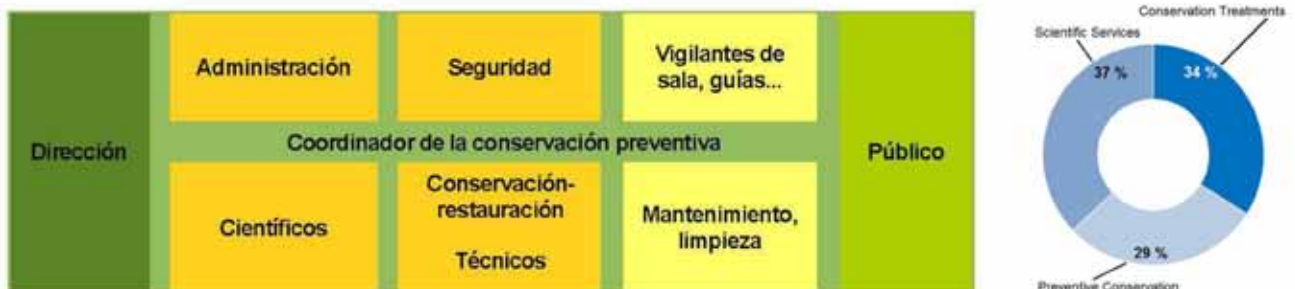 Dirección
Administración
Seguridad
Vigilantes de
sala, guías...
Coordinador de la conservación preventiva
Científicos
Conservación-
restauración
Técnicos
Mantenimiento,
limpieza
Público
Conservation Treatments
Scientific Services
37 %
34 %
29 %
Preventive Conservation